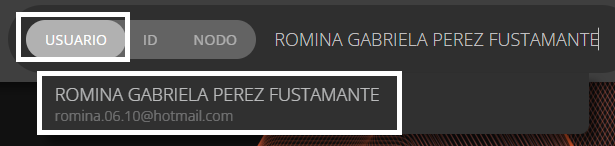 USUARIO ID NODO ROMINA GABRIELA PEREZ FUSTAMANTE
ROMINA GABRIELA PEREZ FUSTAMANTE
romina.06.10@hotmail.com